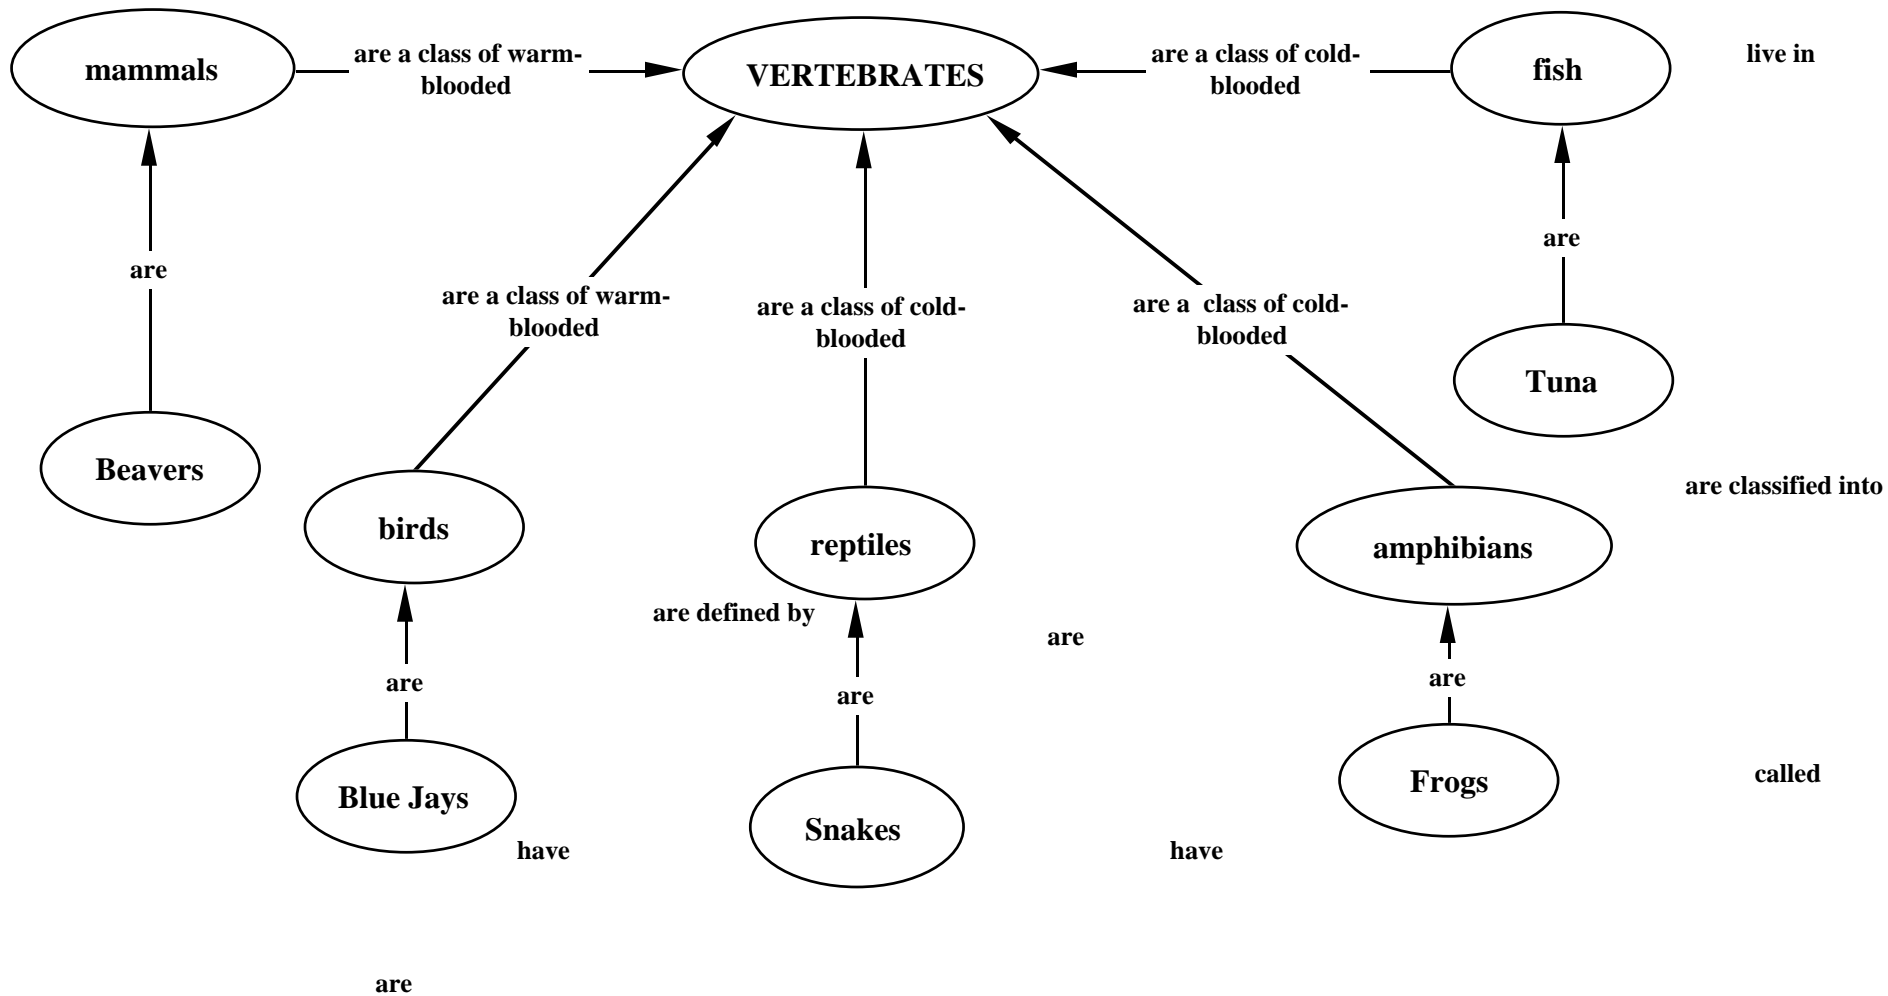 mammals
are a class of warm-
blooded
VERTEBRATES
are a class of cold-
blooded
fish
live in
are
are
are a class of warm-
blooded
are a class of cold-
blooded
are a  class of cold-
blooded
Tuna
Beavers
are classified into
birds
reptiles
amphibians
are defined by
are
are
are
are
Blue Jays
Snakes
Frogs
called
have
have
are